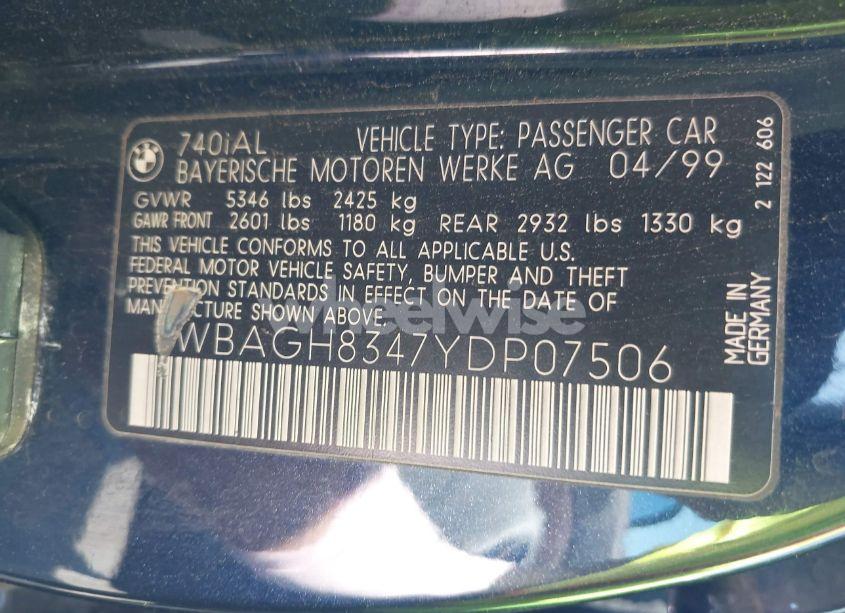 740iAL VEHICLE TYPE: PASSENGER CAR
BAYERISCHE MOTOREN WERKE AG 04/99
GVWR 5346 lbs 2425 kg
GAWR FRONT 2601 lbs 1180 kg REAR 2932 lbs 1330 kg
THIS VEHICLE CONFORMS TO ALL APPLICABLE U.S.
FEDERAL MOTOR VEHICLE SAFETY, BUMPER AND THEFT
PREVENTION STANDARDS IN EFFECT ON THE DATE OF
MANUFACTURE SHOWN ABOVE.
WBAGH8347YDP07506
MADE IN
GERMANY
2 122 606
BMW
wheelwise